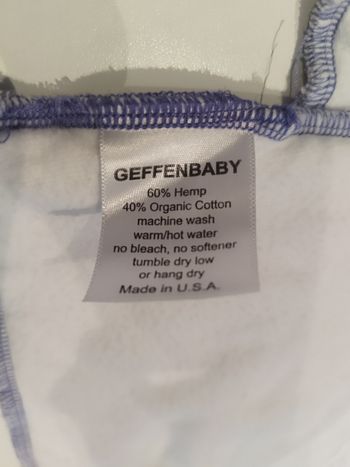 GEFFENBABY
60% Hemp
40% Organic Cotton
machine wash
warm/hot water
no bleach, no softener
tumble dry low
or hang dry
Made in U.S.A.